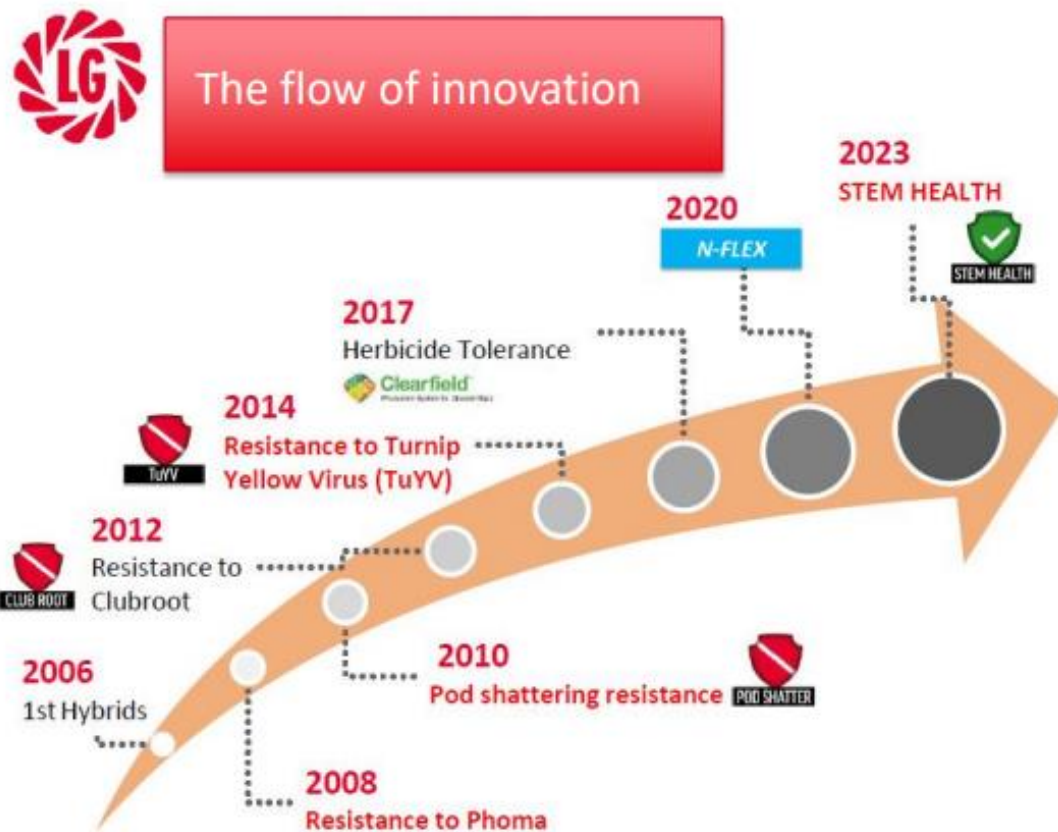 LG
The flow of innovation
2023
STEM HEALTH
STEM HEALTH
2020
N-FLEX
2017
Herbicide Tolerance
Clearfield
2014
Resistance to Turnip
Yellow Virus (TuYV)
TuYV
2012
Resistance to
Clubroot
CLUB ROOT
2010
Pod shattering resistance
POD SHATTER
2006
1st Hybrids
2008
Resistance to Phoma